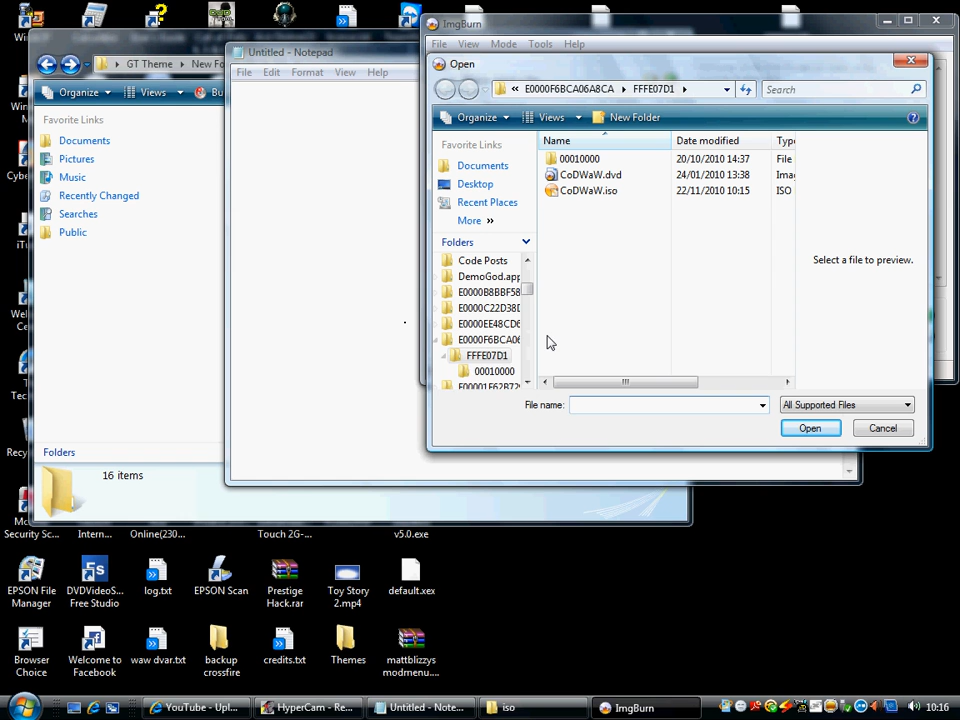 ImgBurn
File View Mode Tools Help
Untitled - Notepad
File Edit Format View Help
GT Theme New Fo
Organize Views Bu
Favorite Links
Documents
Pictures
Music
Recently Changed
Searches
Public
Folders
16 items
Open
E0000F6BCA06A8CA FFFE07D1 Search
Organize Views New Folder
Favorite Links
Documents
Desktop
Recent Places
More »
Folders
Code Posts
DemoGod.app
E0000B8BBF58
E0000C22D38D
E0000EE48CD6
E0000F6BCA06
FFFE07D1
00010000
E00001F62B729
Name Date modified Type
00010000 20/10/2010 14:37 File
CoDWaW.dvd 24/01/2010 13:38 Imag
CoDWaW.iso 22/11/2010 10:15 ISO
Select a file to preview.
File name: All Supported Files
Open Cancel
Security Sc... Intern... Online(230... Touch 2G-... v5.0.exe
EPSON File Manager
DVDVideoS... Free Studio
log.txt
EPSON Scan
Prestige Hack.rar
Toy Story 2.mp4
default.xex
Browser Choice
Welcome to Facebook
waw dvar.txt
backup crossfire
credits.txt
Themes
mattblizzys modmenu....
YouTube - Upl... HyperCam - Re... Untitled - Note... iso ImgBurn 10:16